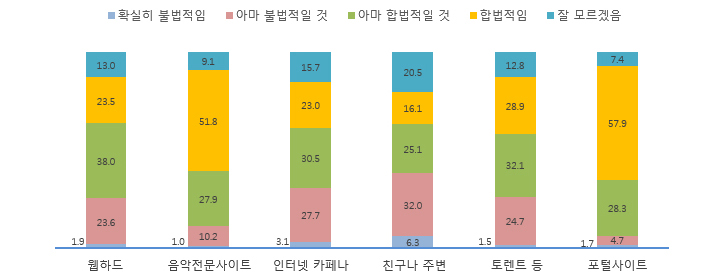 확실히 불법적임 아마 불법적일 것 아마 합법적일 것 합법적임 잘 모르겠음
13.0 9.1 15.7 20.5 12.8 7.4
23.5 51.8 23.0 16.1 28.9 57.9
38.0 27.9 30.5 25.1 32.1 28.3
23.6 10.2 27.7 32.0 24.7 4.7
1.9 1.0 3.1 6.3 1.5 1.7
웹하드 음악전문사이트 인터넷 카페나 친구나 주변 토렌트 등 포털사이트